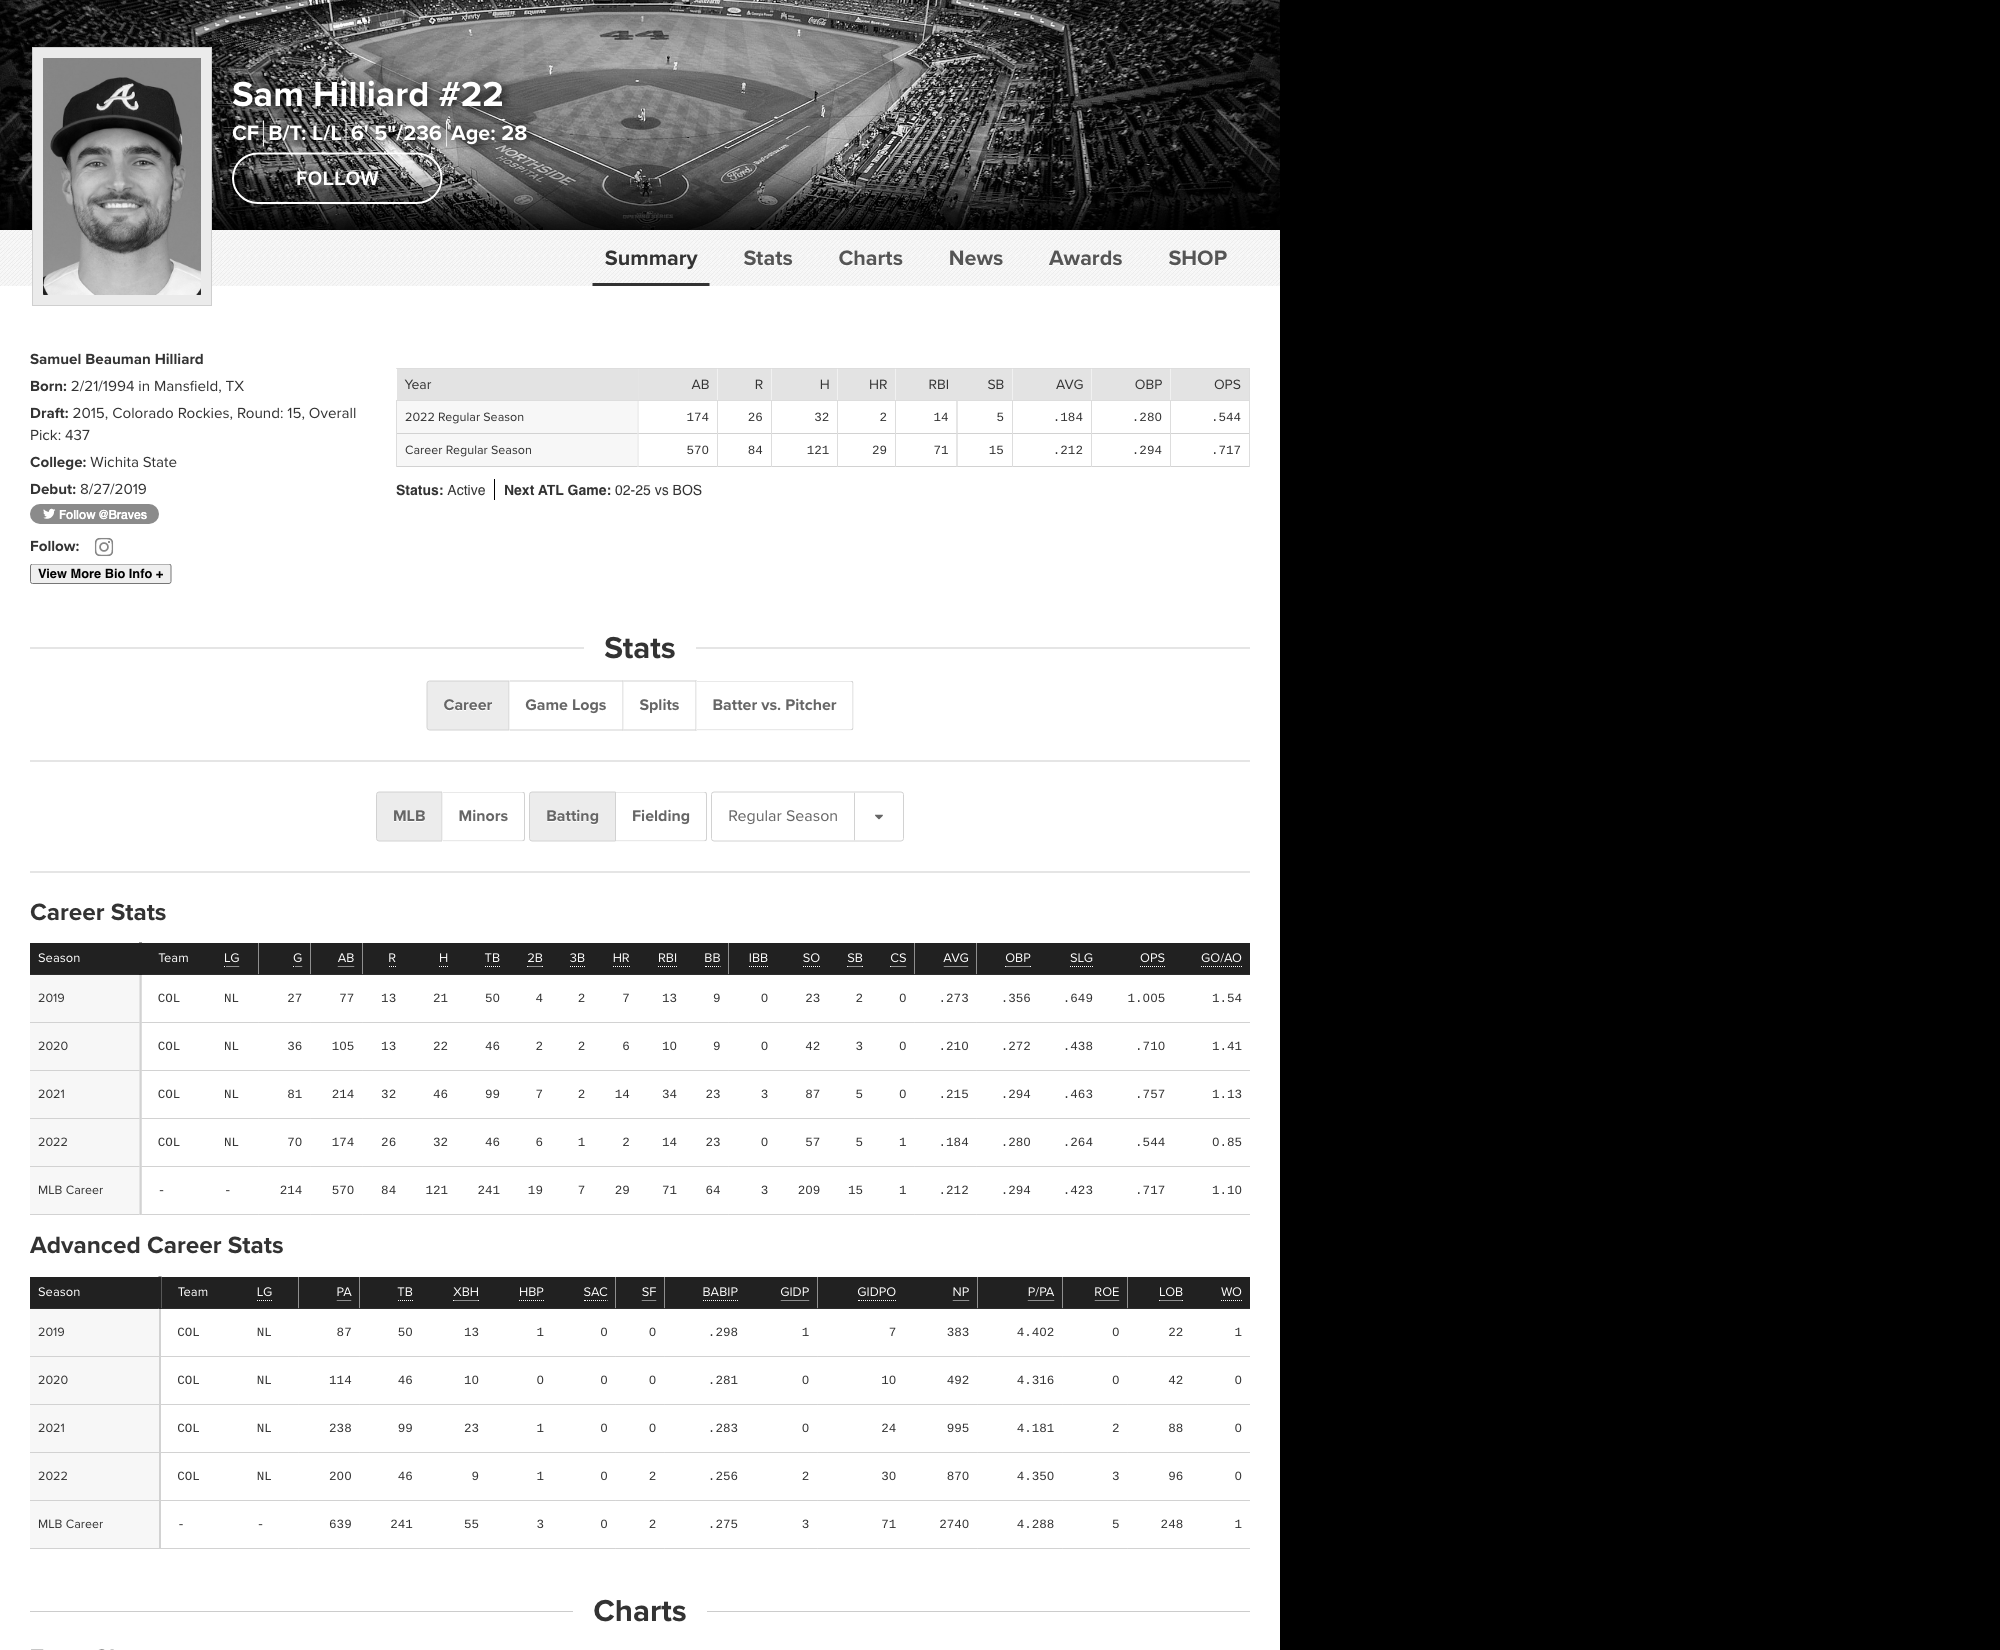 44
Sam Hilliard #22
CF B/T: L/L 6' 5"/236 Age: 28
NORTHSIDE
HOSPITAL
Ford
FOLLOW
Summary Stats Charts News Awards SHOP
Samuel Beauman Hilliard
Born: 2/21/1994 in Mansfield, TX
Draft: 2015, Colorado Rockies, Round: 15, Overall
Pick: 437
College: Wichita State
Debut: 8/27/2019
Follow @Braves
Follow:
View More Bio Info +
Year AB R H HR RBI SB AVG OBP OPS
2022 Regular Season 174 26 32 2 14 5 .184 .280 .544
Career Regular Season 570 84 121 29 71 15 .212 .294 .717
Status: Active Next ATL Game: 02-25 vs BOS
Stats
Career Game Logs Splits Batter vs. Pitcher
MLB Minors Batting Fielding Regular Season
Career Stats
Season Team LG G AB R H TB 2B 3B HR RBI BB IBB SO SB CS AVG OBP SLG OPS GO/AO
2019 COL NL 27 77 13 21 50 4 2 7 13 9 0 23 2 0 .273 .356 .649 1.005 1.54
2020 COL NL 36 105 13 22 46 2 2 6 10 9 0 42 3 0 .210 .272 .438 .710 1.41
2021 COL NL 81 214 32 46 99 7 2 14 34 23 3 87 5 0 .215 .294 .463 .757 1.13
2022 COL NL 70 174 26 32 46 6 1 2 14 23 0 57 5 1 .184 .280 .264 .544 0.85
MLB Career - - 214 570 84 121 241 19 7 29 71 64 3 209 15 1 .212 .294 .423 .717 1.10
Advanced Career Stats
Season Team LG PA TB XBH HBP SAC SF BABIP GIDP GIDPO NP P/PA ROE LOB WO
2019 COL NL 87 50 13 1 0 0 .298 1 7 383 4.402 0 22 1
2020 COL NL 114 46 10 0 0 0 .281 0 10 492 4.316 0 42 0
2021 COL NL 238 99 23 1 0 0 .283 0 24 995 4.181 2 88 0
2022 COL NL 200 46 9 1 0 2 .256 2 30 870 4.350 3 96 0
MLB Career - - 639 241 55 3 0 2 .275 3 71 2740 4.288 5 248 1
Charts